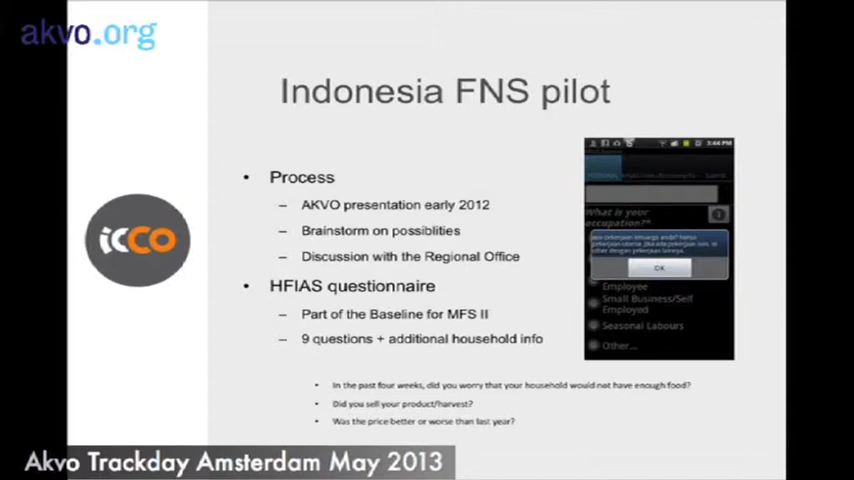 akvo.org
Indonesia FNS pilot
• Process
– AKVO presentation early 2012
– Brainstorm on possiblities
– Discussion with the Regional Office
• HFIAS questionnaire
– Part of the Baseline for MFS II
– 9 questions + additional household info
• In the past four weeks, did you worry that your household would not have enough food?
• Did you sell your product/harvest?
• Was the price better or worse than last year?
icco
3:44 PM
What is your
occupation?*
OK
Employee
Small Business/Self
Employed
Seasonal Labours
Other...
Akvo Trackday Amsterdam May 2013